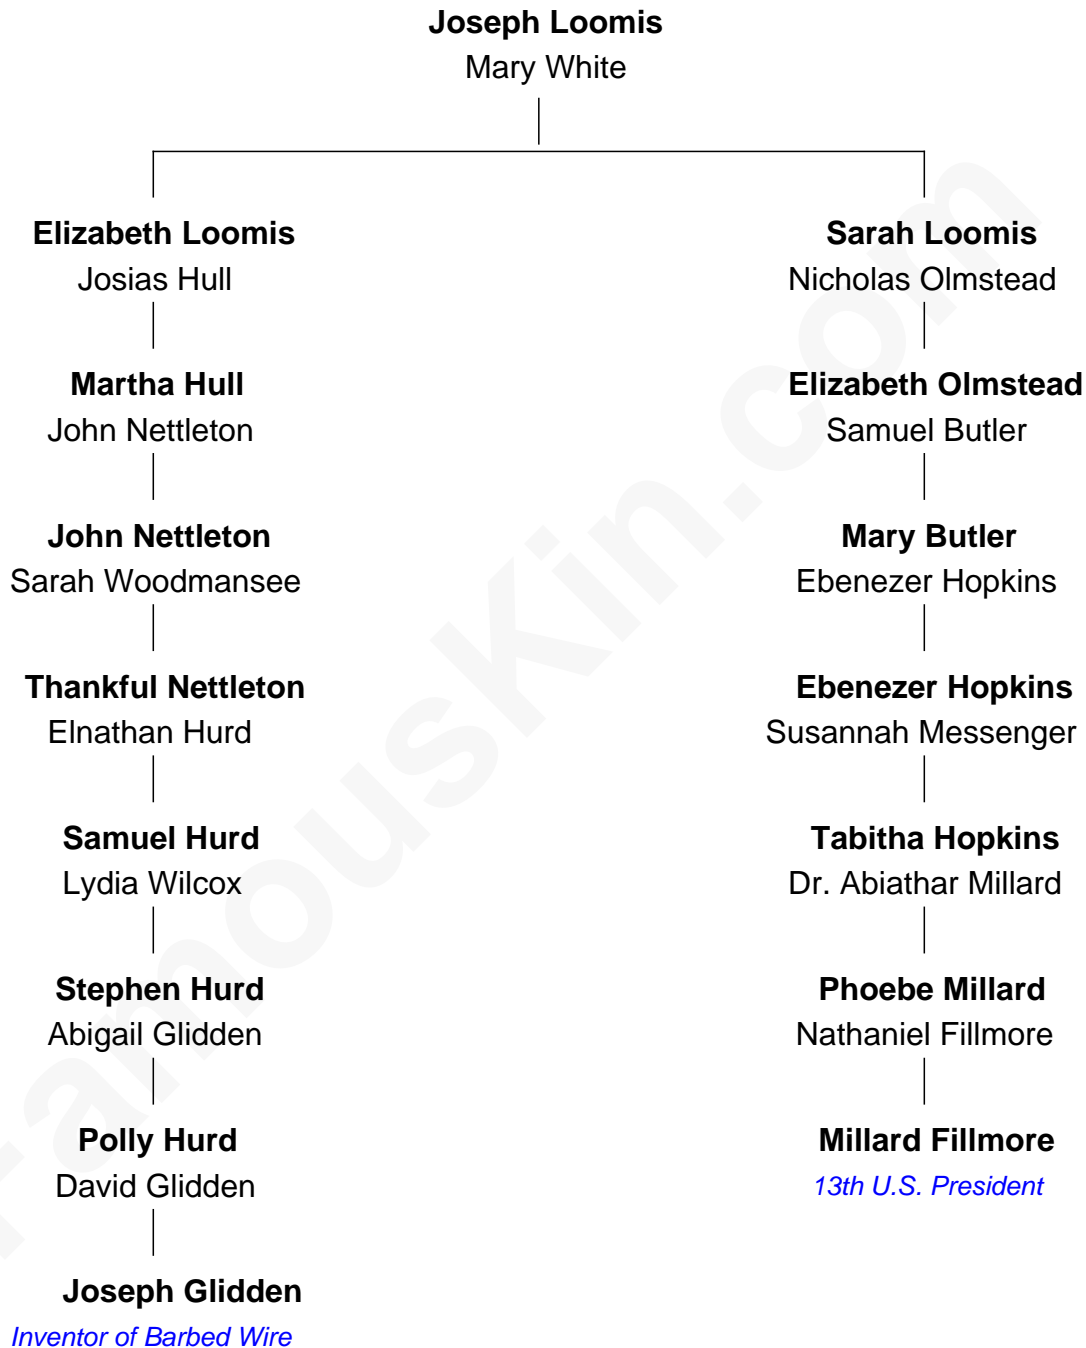 Joseph Loomis
Mary White
Elizabeth Loomis
Josias Hull
Sarah Loomis
Nicholas Olmstead
Martha Hull
John Nettleton
Elizabeth Olmstead
Samuel Butler
John Nettleton
Sarah Woodmansee
Mary Butler
Ebenezer Hopkins
Thankful Nettleton
Elnathan Hurd
Ebenezer Hopkins
Susannah Messenger
Samuel Hurd
Lydia Wilcox
Tabitha Hopkins
Dr. Abiathar Millard
Stephen Hurd
Abigail Glidden
Phoebe Millard
Nathaniel Fillmore
Polly Hurd
David Glidden
Millard Fillmore
13th U.S. President
Joseph Glidden
Inventor of Barbed Wire
FamousKin.com